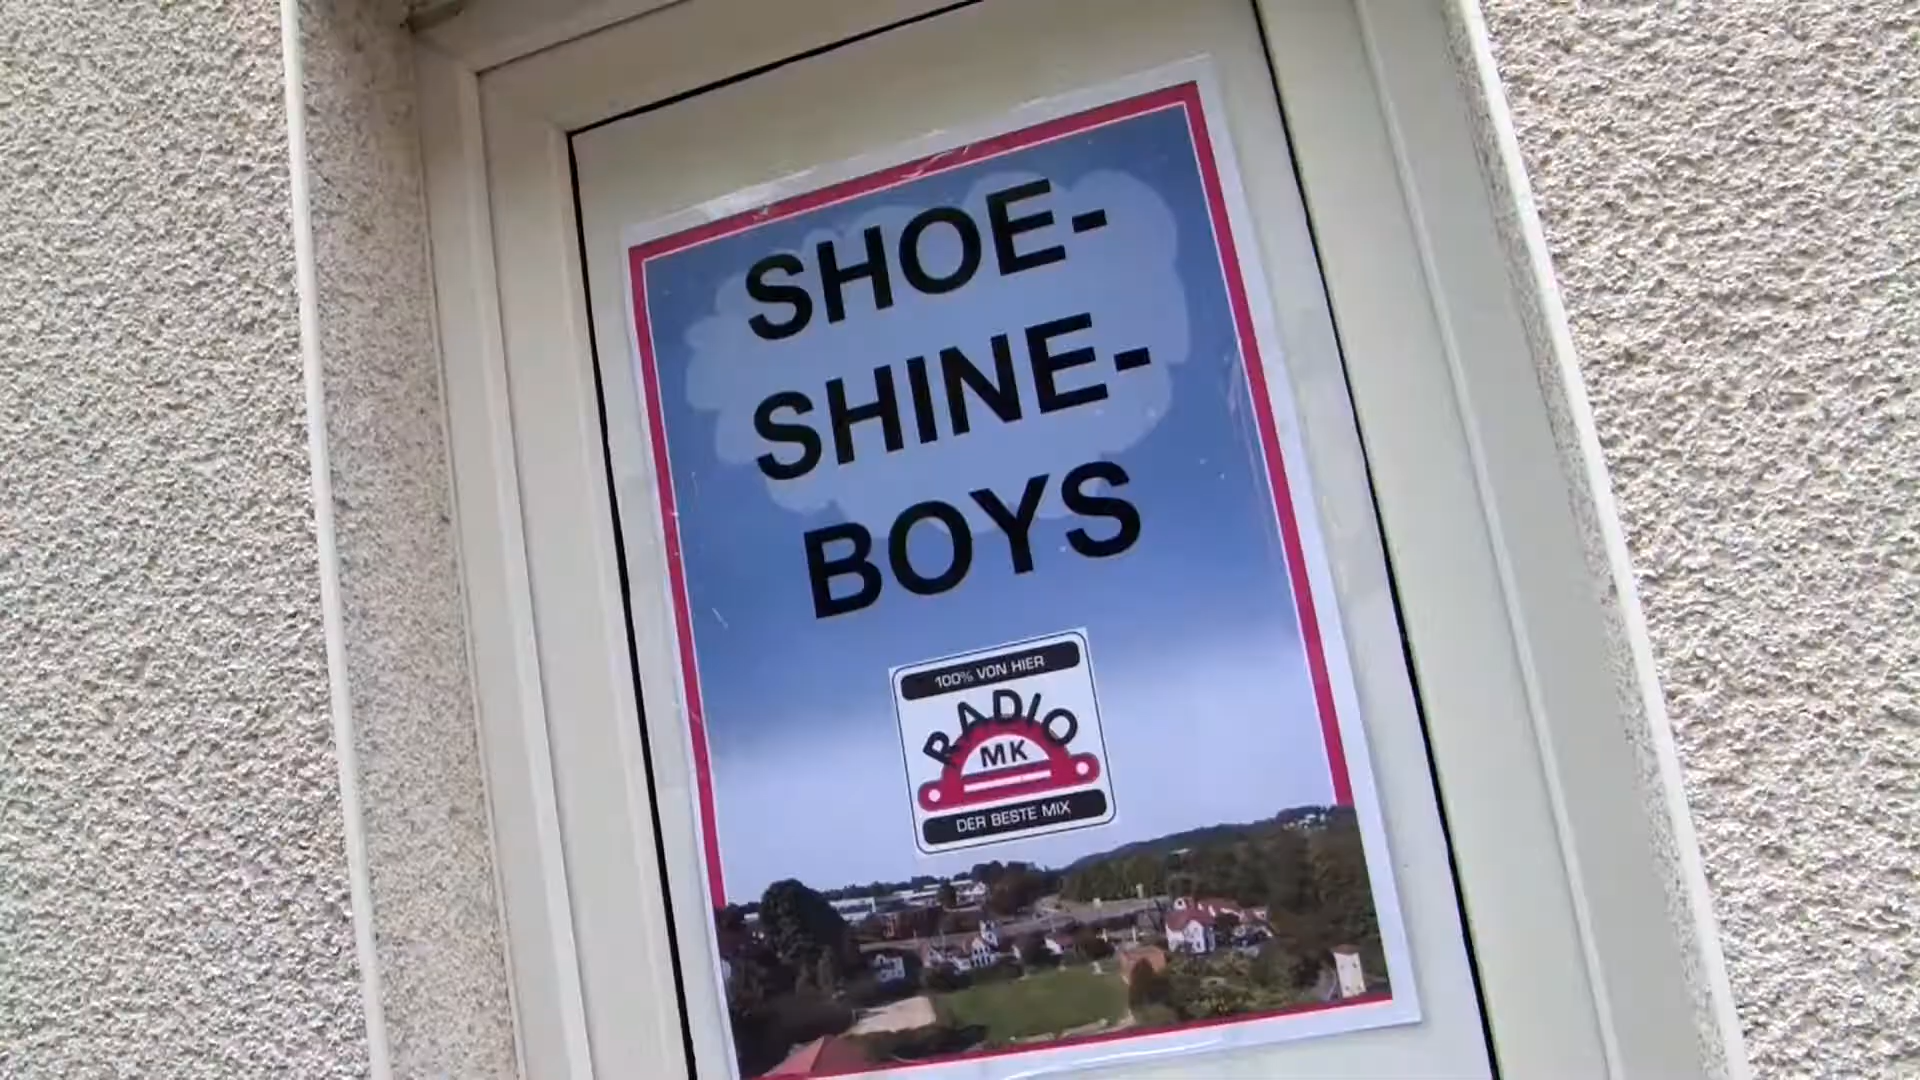 SHOE-
SHINE-
BOYS
100% VON HIER
RADIO
MK
DER BESTE MIX